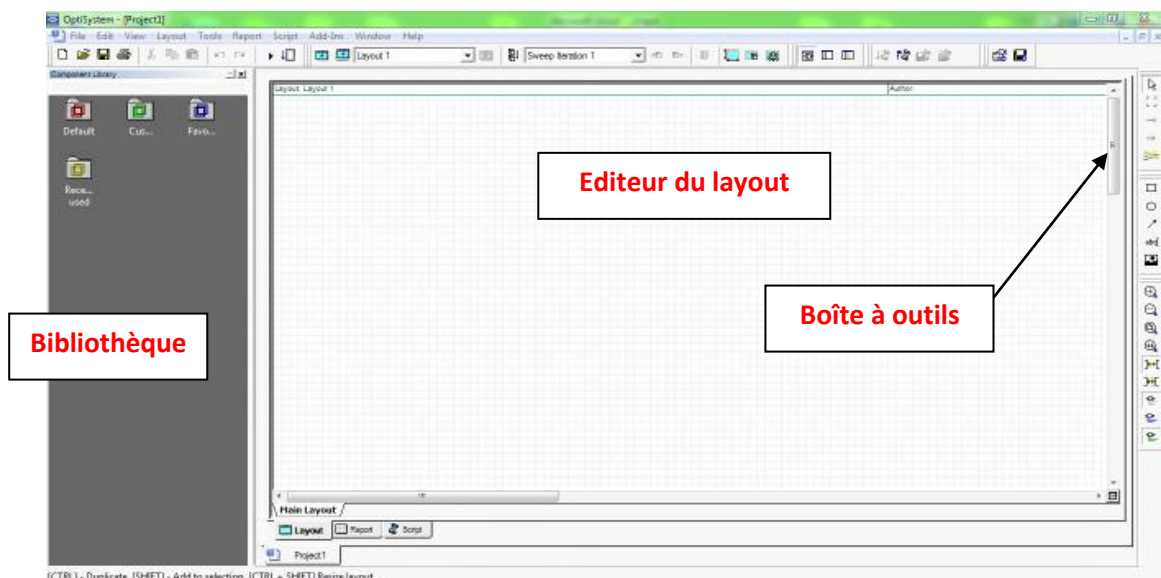 OptiSystem - [Project1]
File Edit View Layout Tools Report Script Add-Ins Window Help
Layout 1
Sweep Iteration 1
Component Library
Layout: Layout 1
Author:
Default
Cus...
Favo...
Rece...
used
Editeur du layout
Boîte à outils
Bibliothèque
Main Layout
Layout
Report
Script
Project1
[CTRL] - Duplicate, [SHIFT] - Add to selection, [CTRL + SHIFT] Resize layout